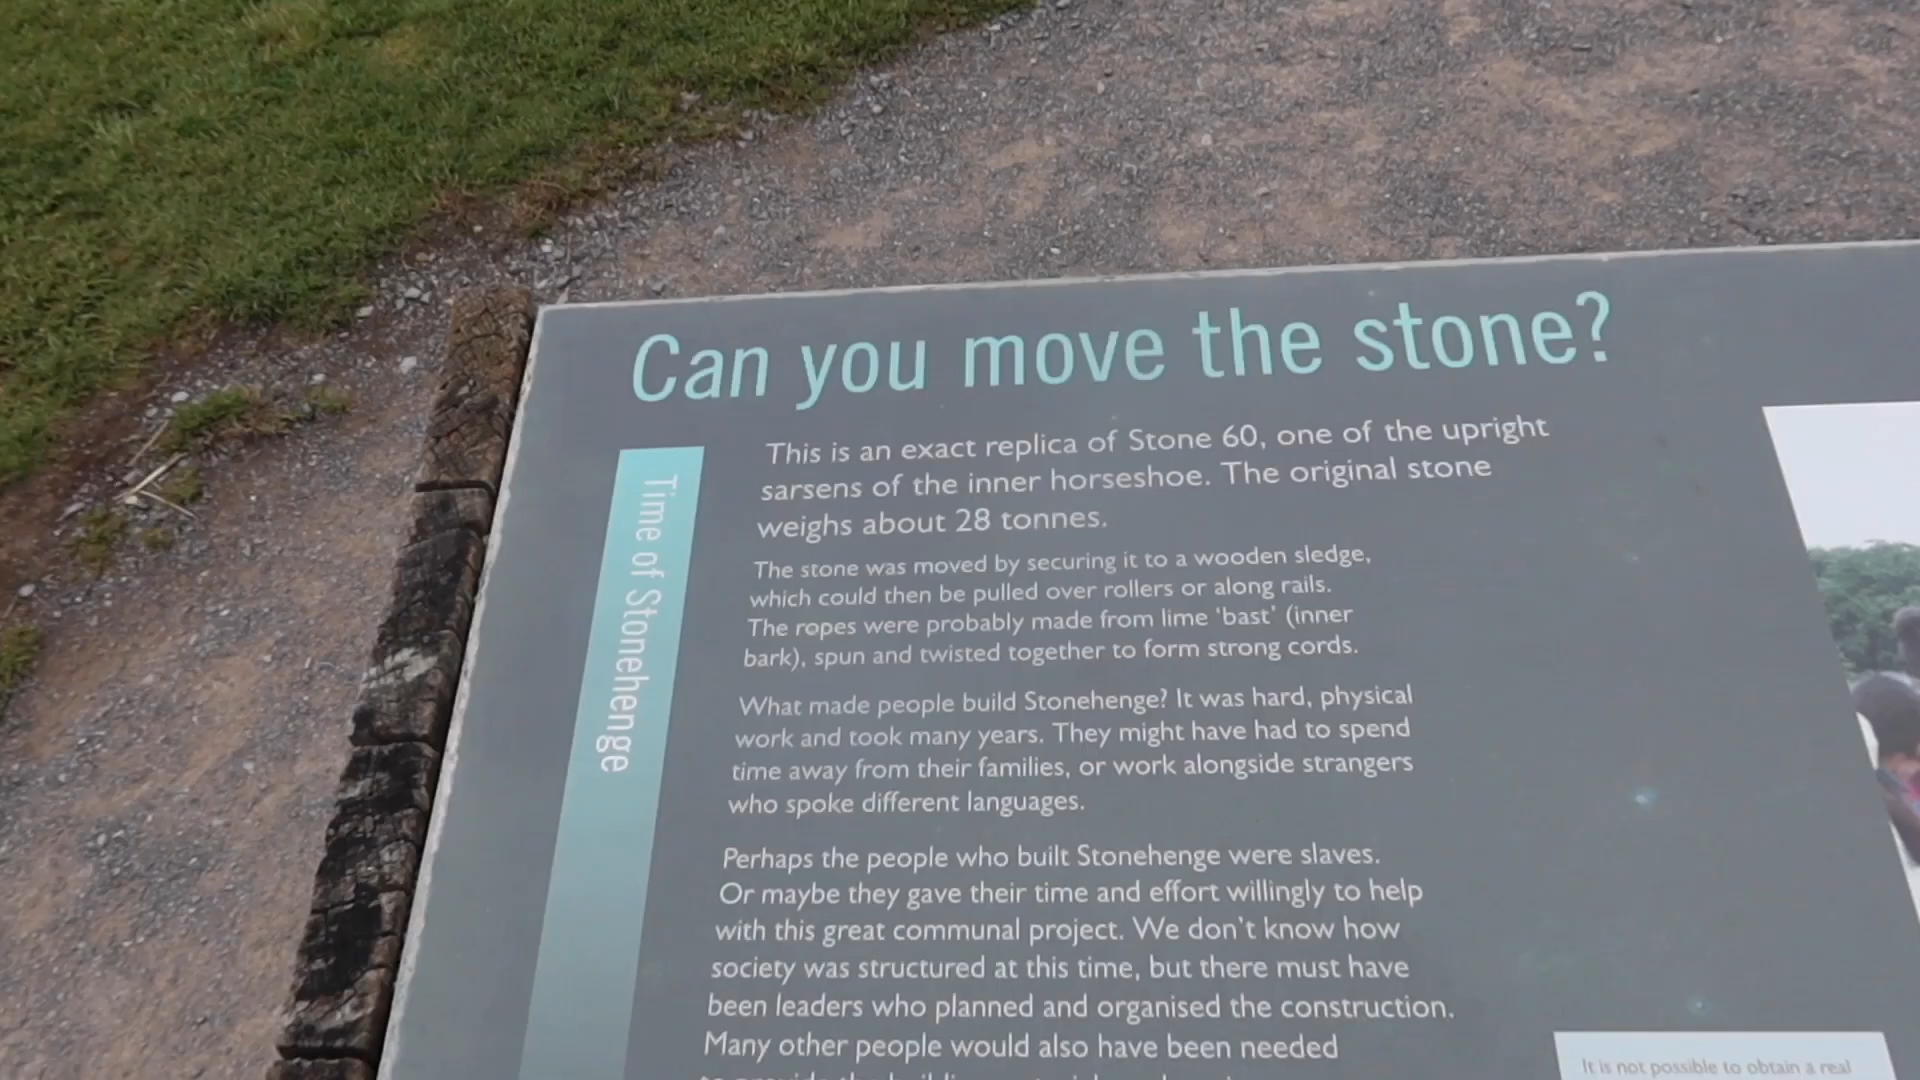 Can you move the stone?
Time of Stonehenge
This is an exact replica of Stone 60, one of the upright
sarsens of the inner horseshoe. The original stone
weighs about 28 tonnes.
The stone was moved by securing it to a wooden sledge,
which could then be pulled over rollers or along rails.
The ropes were probably made from lime ‘bast’ (inner
bark), spun and twisted together to form strong cords.
What made people build Stonehenge? It was hard, physical
work and took many years. They might have had to spend
time away from their families, or work alongside strangers
who spoke different languages.
Perhaps the people who built Stonehenge were slaves.
Or maybe they gave their time and effort willingly to help
with this great communal project. We don’t know how
society was structured at this time, but there must have
been leaders who planned and organised the construction.
Many other people would also have been needed
It is not possible to obtain a real